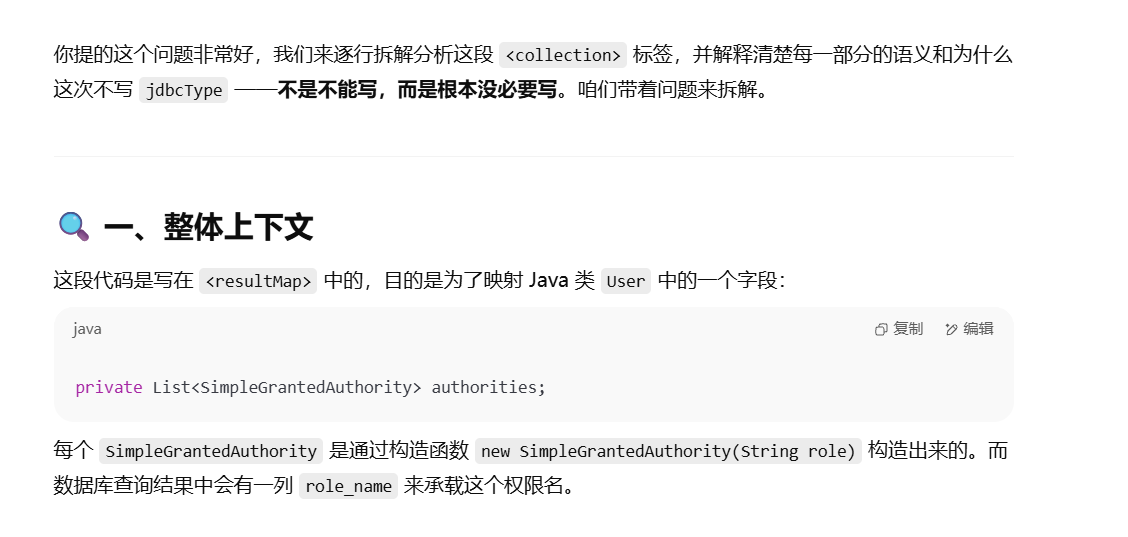 你提的这个问题非常好，我们来逐行拆解分析这段 <collection> 标签，并解释清楚每一部分的语义和为什么
这次不写 jdbcType ——不是不能写，而是根本没必要写。咱们带着问题来拆解。
🔍 一、整体上下文
这段代码是写在 <resultMap> 中的，目的是为了映射 Java 类 User 中的一个字段：
java 复制 编辑
private List<SimpleGrantedAuthority> authorities;
每个 SimpleGrantedAuthority 是通过构造函数 new SimpleGrantedAuthority(String role) 构造出来的。而
数据库查询结果中会有一列 role_name 来承载这个权限名。